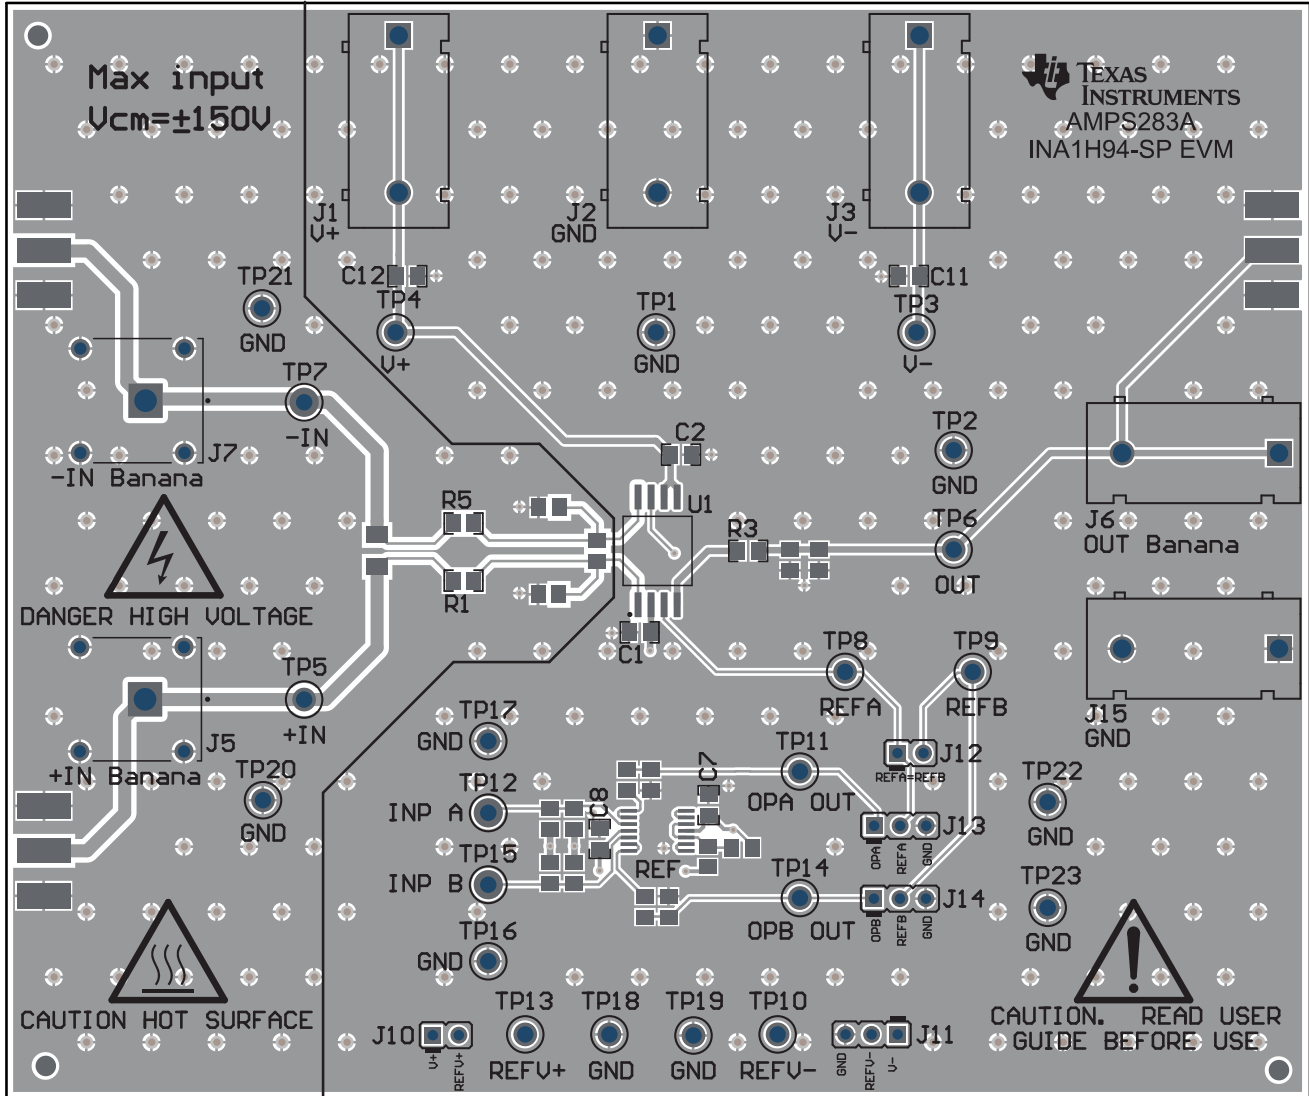 Max input
Vcm=±150V
TEXAS
INSTRUMENTS
AMPS283A
INA1H94-SP EVM
J1
V+
J2
GND
J3
V-
C12
C11
TP21
GND
TP4
V+
TP1
GND
TP3
V-
TP7
-IN
J7
-IN Banana
C2
TP2
GND
R5
U1
R3
TP6
OUT
J6
OUT Banana
DANGER HIGH VOLTAGE
R1
C1
TP5
+IN
J5
+IN Banana
TP8
REFA
TP9
REFB
J15
GND
TP17
GND
TP20
GND
TP11
OPA OUT
J12
REFA=REFB
TP22
GND
TP12
INP A
C8
C7
J13
OPA
REFA
GND
TP15
INP B
REF
TP14
OPB OUT
J14
OPB
REFB
GND
TP23
GND
TP16
GND
CAUTION HOT SURFACE
CAUTION. READ USER
GUIDE BEFORE USE
J10
V+
REFV+
TP13
REFV+
TP18
GND
TP19
GND
TP10
REFV-
J11
GND
REFV-
V-